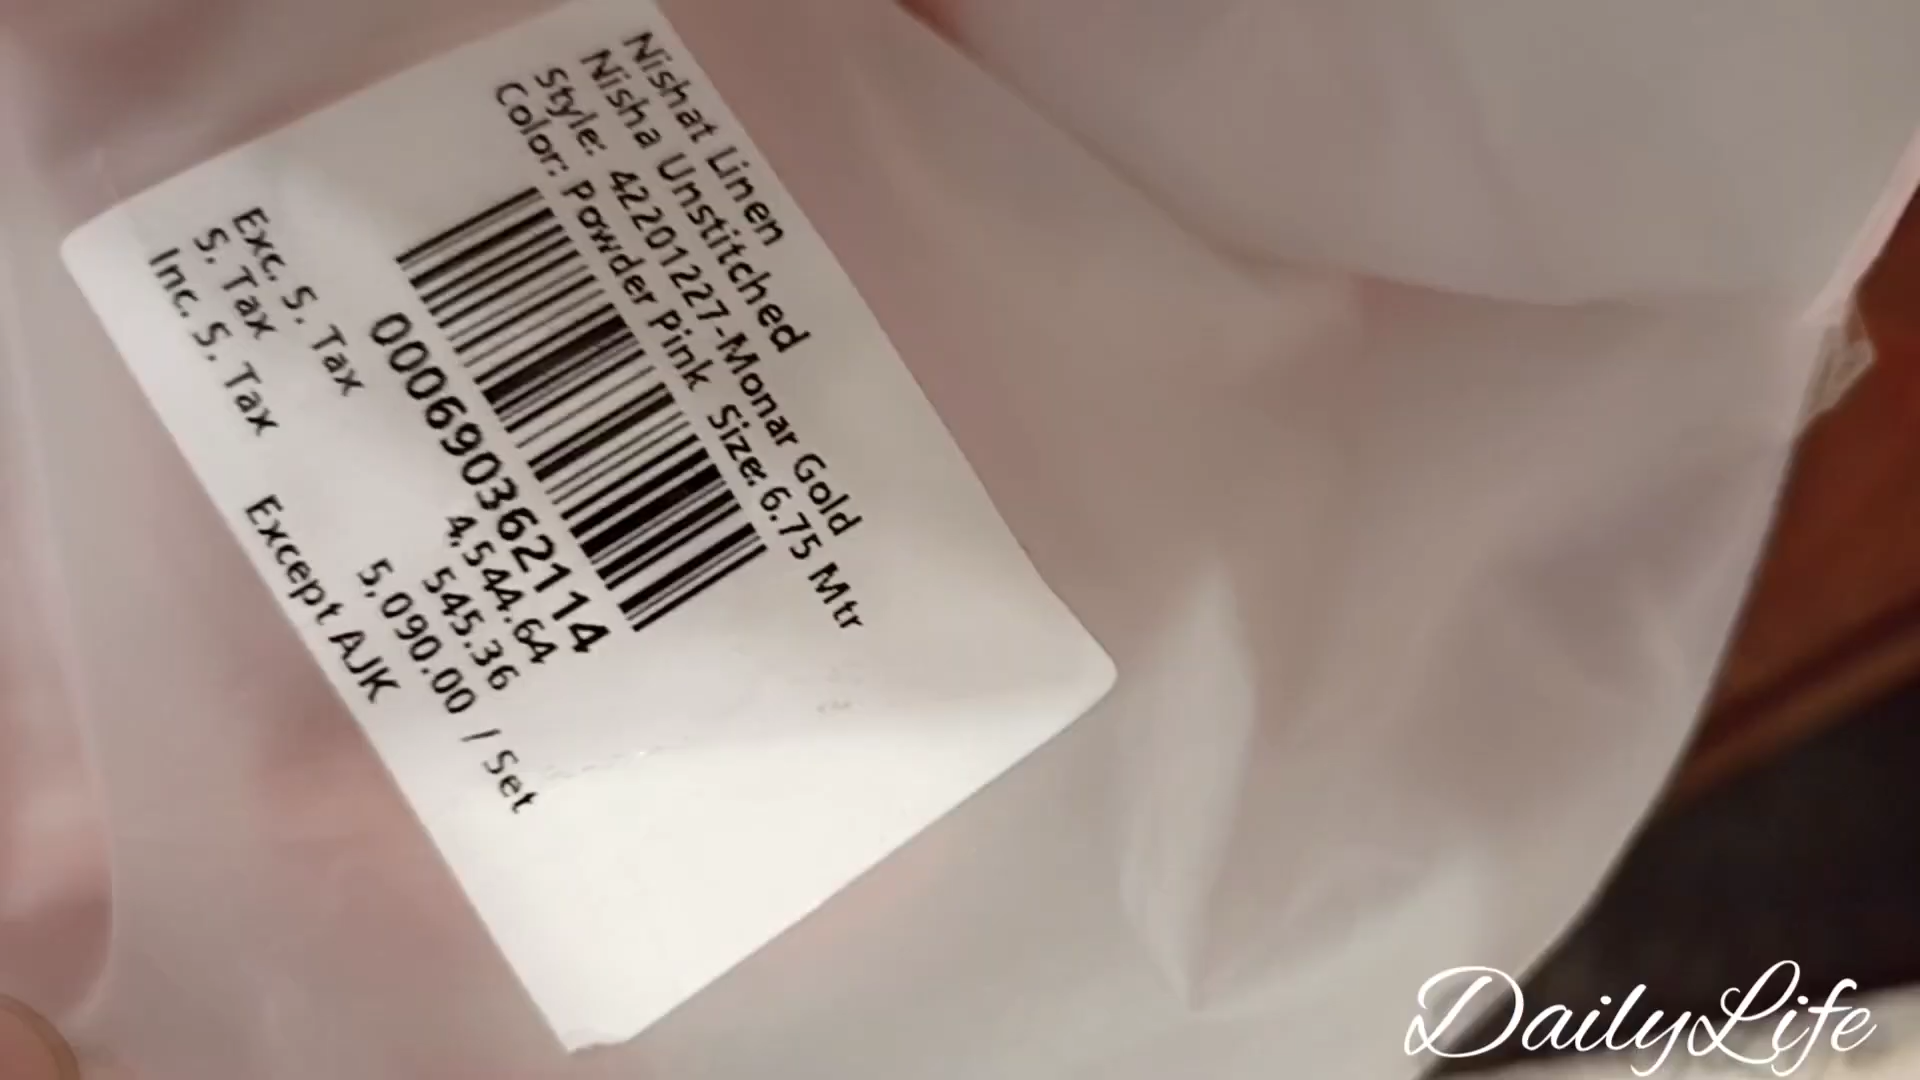 Nishat Linen
Nisha Unstitched
Style: 42201227-Monar Gold
Color: Powder Pink Size: 6.75 Mtr
000690362114
Exc. S. Tax 4,544.64
S. Tax 545.36
Inc. S. Tax 5,090.00 / Set
Except AJK
DailyLife